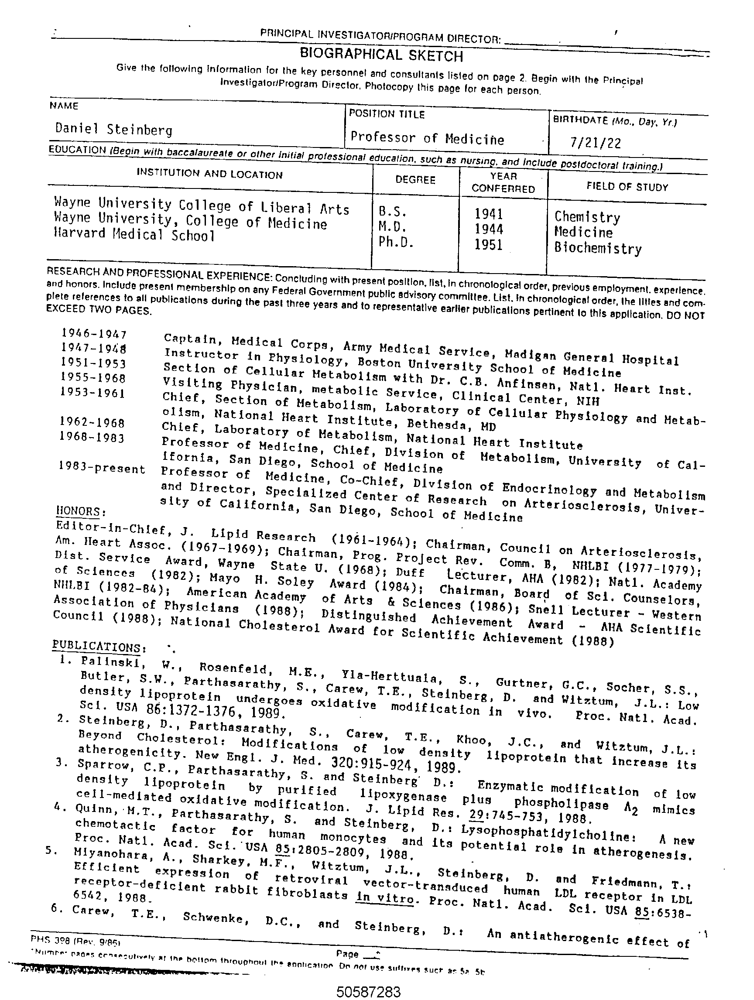 PRINCIPAL INVESTIGATOR/PROGRAM DIRECTOR:
BIOGRAPHICAL SKETCH
Give the following information for the key personnel and consultants listed on page 2. Begin with the Principal
Investigator/Program Director. Photocopy this page for each person.
NAME
POSITION TITLE
BIRTHDATE (Mo., Day, Yr.)
Daniel Steinberg
Professor of Medicine
7/21/22
EDUCATION (Begin with baccalaureate or other initial professional education, such as nursing, and include postdoctoral training.)
INSTITUTION AND LOCATION
DEGREE
YEAR
CONFERRED
FIELD OF STUDY
Wayne University College of Liberal Arts B.S. 1941 Chemistry
Wayne University, College of Medicine M.D. 1944 Medicine
Harvard Medical School Ph.D. 1951 Biochemistry
RESEARCH AND PROFESSIONAL EXPERIENCE: Concluding with present position, list, in chronological order, previous employment, experience,
and honors. Include present membership on any Federal Government public advisory committee. List, in chronological order, the titles and com-
plete references to all publications during the past three years and to representative earlier publications pertinent to this application. DO NOT
EXCEED TWO PAGES.
1946-1947 Captain, Medical Corps, Army Medical Service, Madigan General Hospital
1947-1948 Instructor in Physiology, Boston University School of Medicine
1951-1953 Section of Cellular Metabolism with Dr. C.B. Anfinsen, Natl. Heart Inst.
1955-1968 Visiting Physician, metabolic Service, Clinical Center, NIH
1953-1961 Chief, Section of Metabolism, Laboratory of Cellular Physiology and Metab-
olism, National Heart Institute, Bethesda, MD
1962-1968 Chief, Laboratory of Metabolism, National Heart Institute
1968-1983 Professor of Medicine, Chief, Division of Metabolism, University of Cal-
ifornia, San Diego, School of Medicine
1983-present Professor of Medicine, Co-Chief, Division of Endocrinology and Metabolism
and Director, Specialized Center of Research on Arteriosclerosis, Univer-
sity of California, San Diego, School of Medicine
HONORS:
Editor-in-Chief, J. Lipid Research (1961-1964); Chairman, Council on Arteriosclerosis,
Am. Heart Assoc. (1967-1969); Chairman, Prog. Project Rev. Comm. B, NHLBI (1977-1979);
Dist. Service Award, Wayne State U. (1968); Duff Lecturer, AHA (1982); Natl. Academy
of Sciences (1982); Mayo H. Soley Award (1984); Chairman, Board of Sci. Counselors,
NHLBI (1982-84); American Academy of Arts & Sciences (1986); Snell Lecturer - Western
Association of Physicians (1988); Distinguished Achievement Award - AHA Scientific
Council (1988); National Cholesterol Award for Scientific Achievement (1988)
PUBLICATIONS:
1. Palinski, W., Rosenfeld, M.E., Yla-Herttuala, S., Gurtner, G.C., Socher, S.S.,
Butler, S.W., Parthasarathy, S., Carew, T.E., Steinberg, D. and Witztum, J.L.: Low
density lipoprotein undergoes oxidative modification in vivo. Proc. Natl. Acad.
Sci. USA 86:1372-1376, 1989.
2. Steinberg, D., Parthasarathy, S., Carew, T.E., Khoo, J.C., and Witztum, J.L.:
Beyond Cholesterol: Modifications of low density lipoprotein that increase its
atherogenicity. New Engl. J. Med. 320:915-924, 1989.
3. Sparrow, C.P., Parthasarathy, S. and Steinberg D.: Enzymatic modification of low
density lipoprotein by purified lipoxygenase plus phospholipase A2 mimics
cell-mediated oxidative modification. J. Lipid Res. 29:745-753, 1988.
4. Quinn, M.T., Parthasarathy, S. and Steinberg, D.: Lysophosphatidylcholine: A new
chemotactic factor for human monocytes and its potential role in atherogenesis.
Proc. Natl. Acad. Sci. USA 85:2805-2809, 1988.
5. Miyanohara, A., Sharkey, M.F., Witztum, J.L., Steinberg, D. and Friedmann, T.:
Efficient expression of retroviral vector-transduced human LDL receptor in LDL
receptor-deficient rabbit fibroblasts in vitro. Proc. Natl. Acad. Sci. USA 85:6538-
6542, 1988.
6. Carew, T.E., Schwenke, D.C., and Steinberg, D.: An antiatherogenic effect of
PHS 398 (Rev. 9/86)
Page
*Number pages consecutively at the bottom throughout the application. Do not use suffixes such as 5a, 5b.
50587283